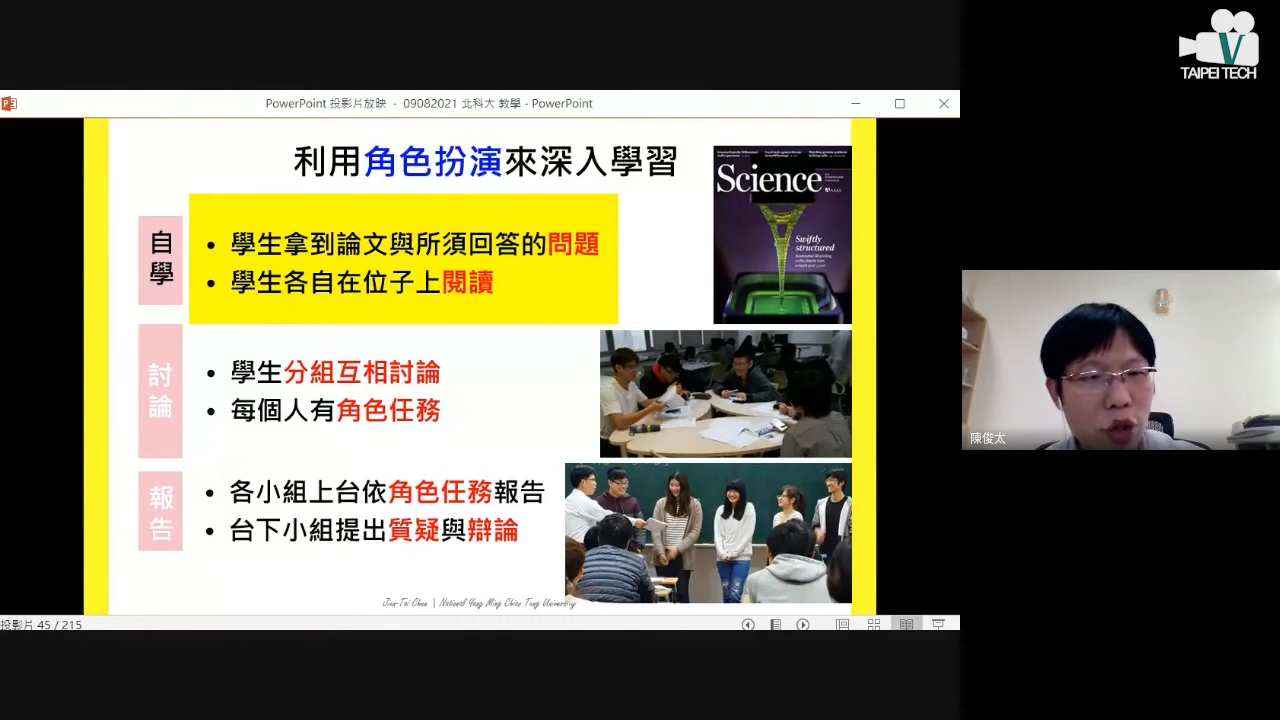 TAIPEI TECH
PowerPoint 投影片放映 - 09082021 北科大 教學 - PowerPoint
利用角色扮演來深入學習
Science
Swiftly
structured
自學
• 學生拿到論文與所須回答的問題
• 學生各自在位子上閱讀
討論
• 學生分組互相討論
• 每個人有角色任務
報告
• 各小組上台依角色任務報告
• 台下小組提出質疑與辯論
Jiun-Tai Chen | National Yang Ming Chiao Tung University
投影片 45 / 215
陳俊太